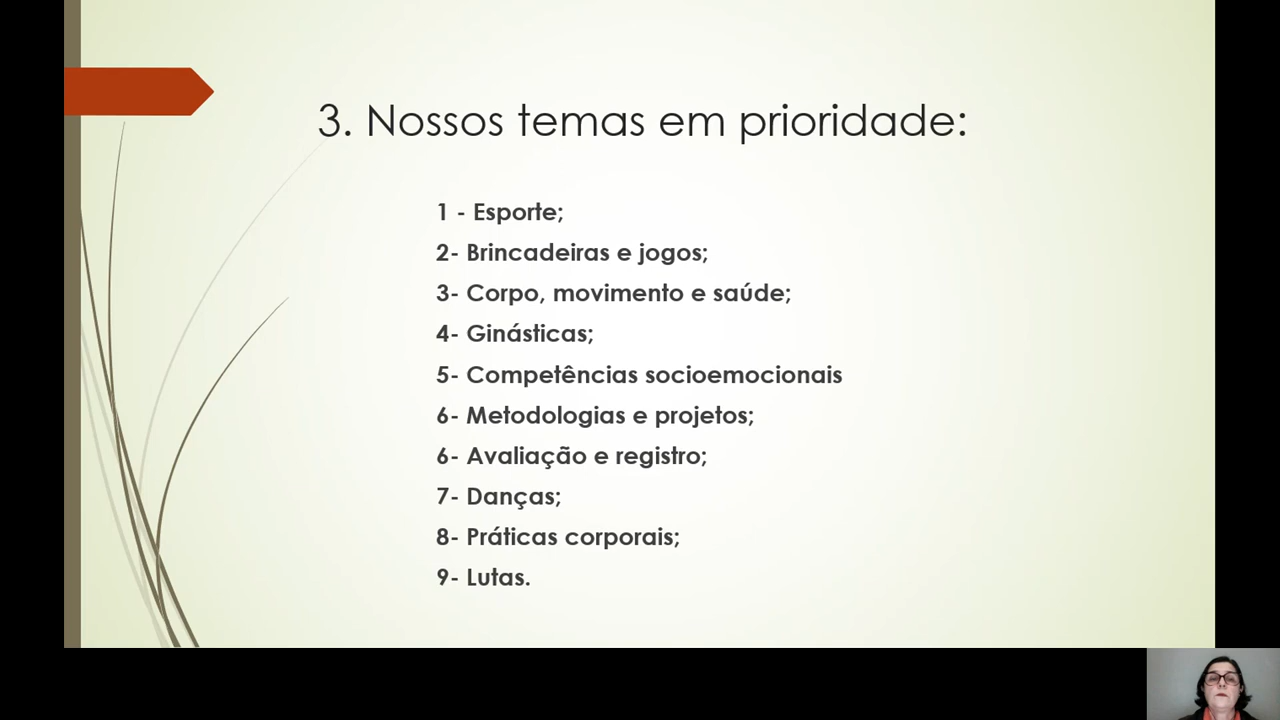 3. Nossos temas em prioridade:
1 - Esporte;
2- Brincadeiras e jogos;
3- Corpo, movimento e saúde;
4- Ginásticas;
5- Competências socioemocionais
6- Metodologias e projetos;
6- Avaliação e registro;
7- Danças;
8- Práticas corporais;
9- Lutas.